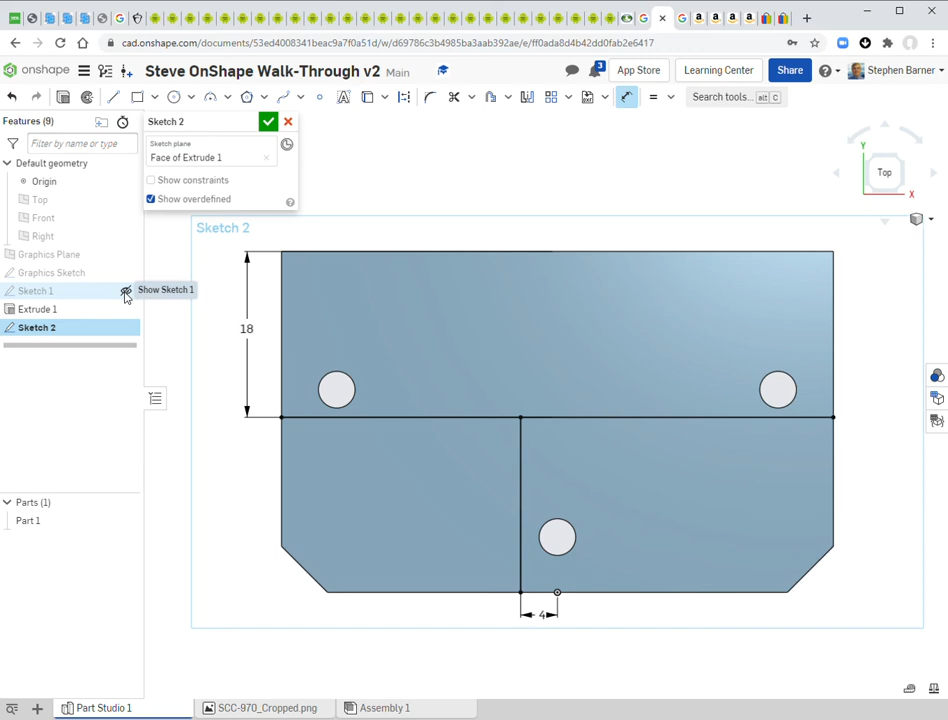 cad.onshape.com/documents/53ed4008341beac9a7f0a51d/w/d69786c3b4985ba3aab392ae/e/ff0ada8d4b42dd0fab2e6417
onshape
Steve OnShape Walk-Through v2 Main
3
App Store
Learning Center
Share
Stephen Barner
Search tools... alt C
Features (9)
Filter by name or type
Default geometry
Origin
Top
Front
Right
Graphics Plane
Graphics Sketch
Sketch 1
Extrude 1
Sketch 2
Show Sketch 1
Sketch 2
Sketch plane
Face of Extrude 1
Show constraints
Show overdefined
Y
Top
X
Sketch 2
18
4
Parts (1)
Part 1
Part Studio 1
SCC-970_Cropped.png
Assembly 1